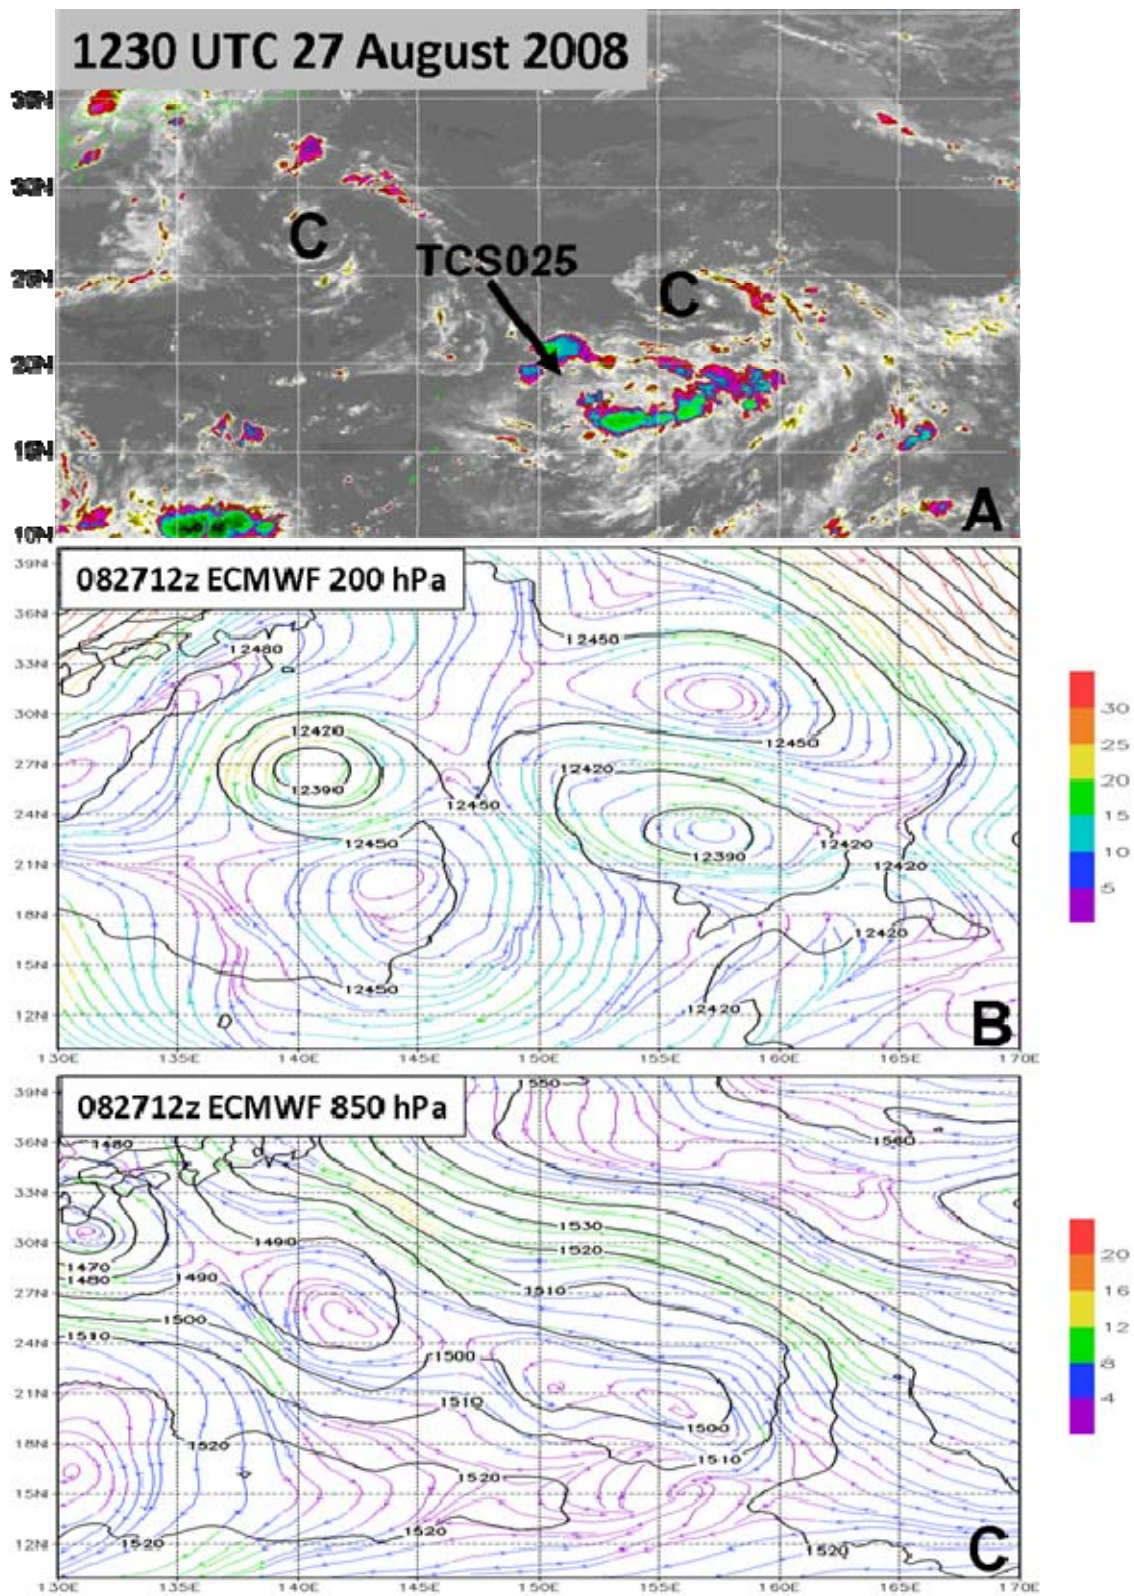 1230 UTC 27 August 2008
35N
30N
C
TCS025
25N
C
20N
15N
A
10N
082712z ECMWF 200 hPa
39N
36N
12450
12480
33N
30N
12420
12450
30
27N
12420
25
12390
12450
20
24N
15
12450
12420
12390
12420
21N
10
5
18N
12420
15N
12450
12420
12N
B
130E 135E 140E 145E 150E 155E 160E 165E 170E
082712z ECMWF 850 hPa
1550
39N
36N
1480
1560
33N
1530
30N
1490
1520
20
1470
1480
1490
1510
16
27N
1500
12
24N
1510
1500
8
21N
1510
4
1500
18N
1520
1510
1520
15N
12N
1520
1520
1520
C
130E 135E 140E 145E 150E 155E 160E 165E 170E